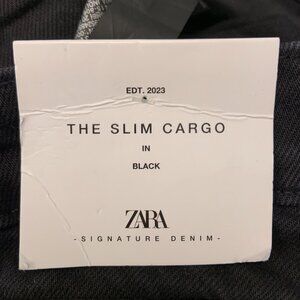 EDT. 2023
THE SLIM CARGO
IN
BLACK
ZARA
- SIGNATURE DENIM -